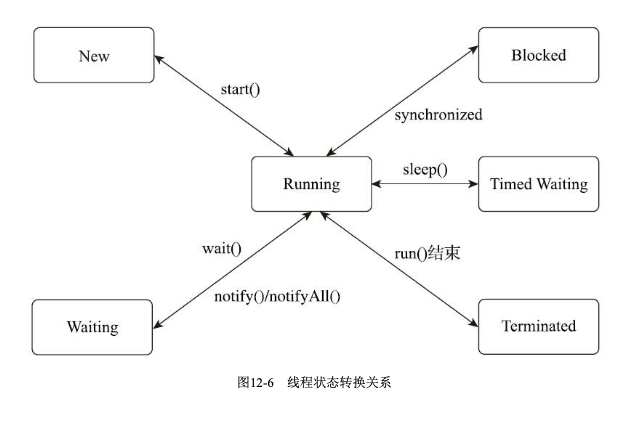 New
Blocked
start()
synchronized
Running
sleep()
Timed Waiting
wait()
run()结束
notify()/notifyAll()
Waiting
Terminated
图12-6 线程状态转换关系